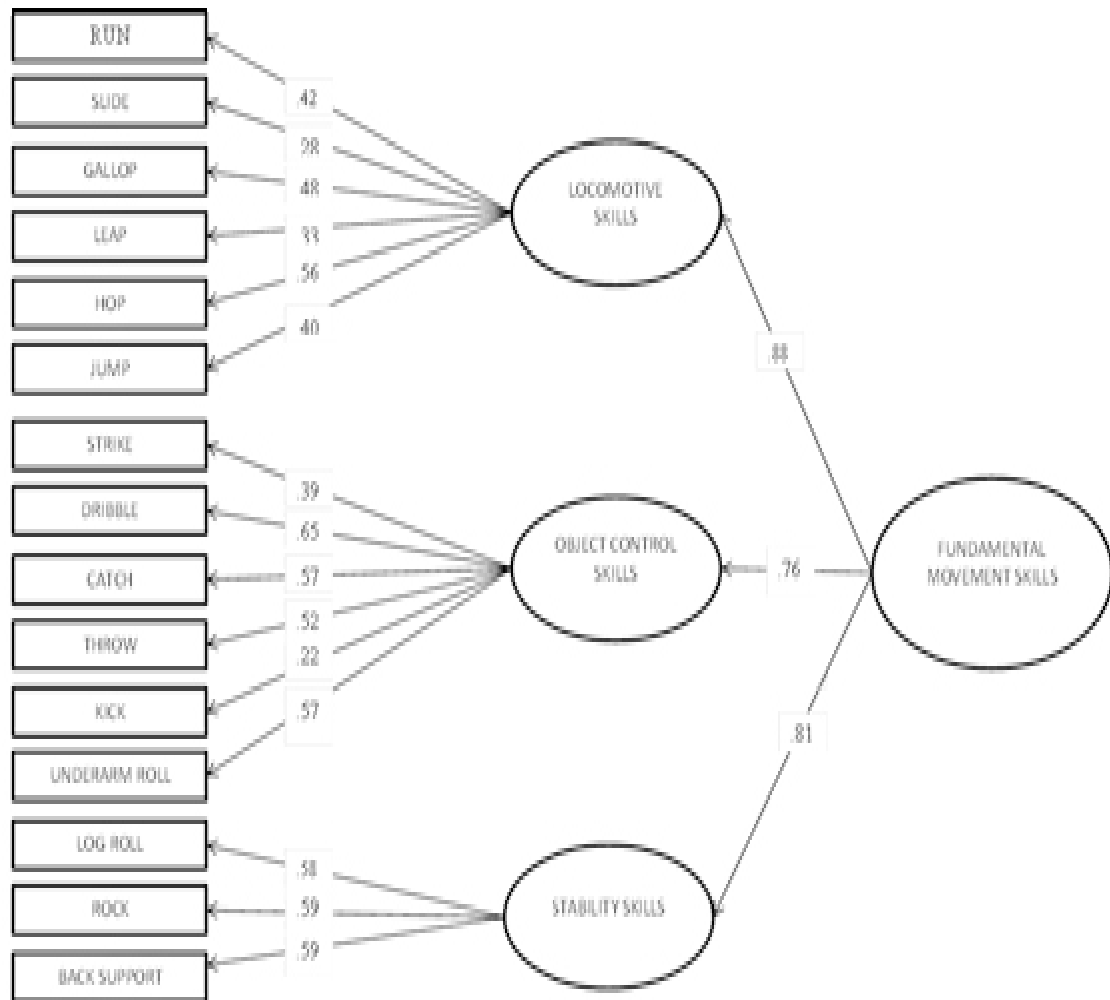 RUN
.42
SLIDE
.28
GALLOP
.48
LEAP
.33
HOP
.56
JUMP
.40
LOCOMOTIVE
SKILLS
.88
STRIKE
.39
DRIBBLE
.65
CATCH
.57
THROW
.52
KICK
.22
UNDERARM ROLL
.57
OBJECT CONTROL
SKILLS
.76
FUNDAMENTAL
MOVEMENT SKILLS
.81
LOG ROLL
.58
ROCK
.59
BACK SUPPORT
.59
STABILITY SKILLS